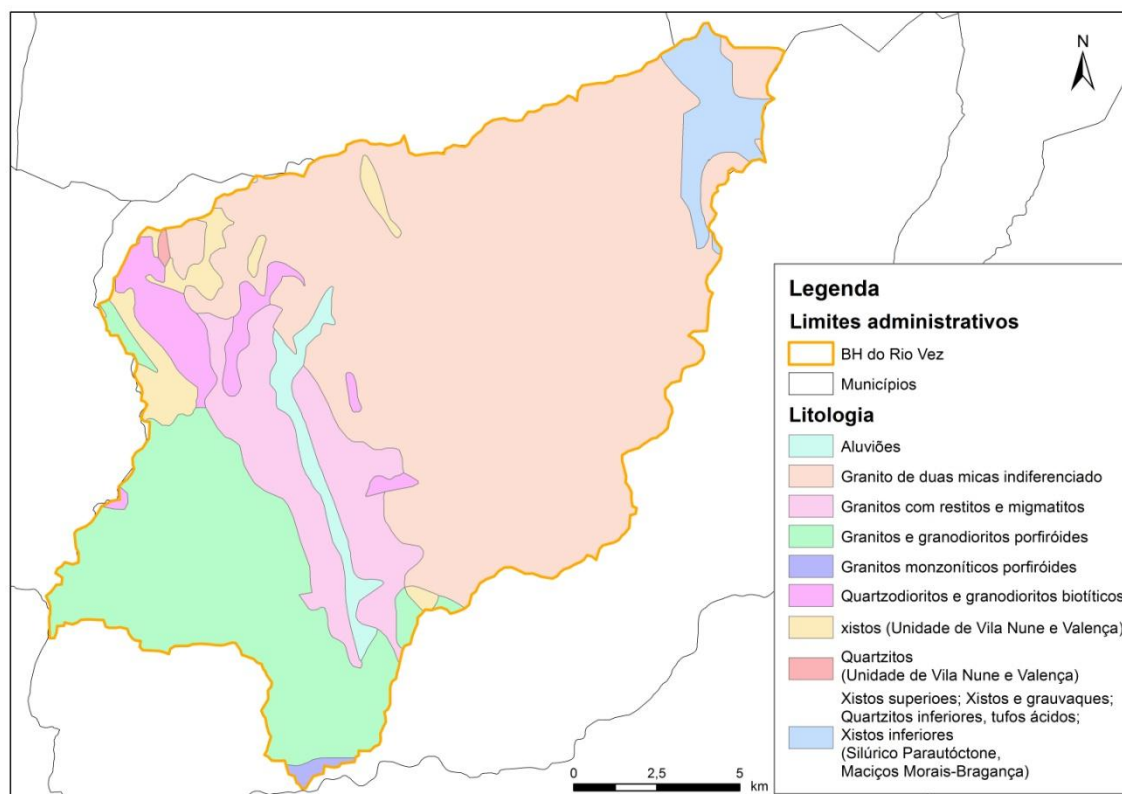 N
Legenda
Limites administrativos
BH do Rio Vez
Municípios
Litologia
Aluviões
Granito de duas micas indiferenciado
Granitos com restitos e migmatitos
Granitos e granodioritos porfiróides
Granitos monzoníticos porfiróides
Quartzodioritos e granodioritos biotíticos
xistos (Unidade de Vila Nune e Valença)
Quartzitos
(Unidade de Vila Nune e Valença)
Xistos superioes; Xistos e grauvaques;
Quartzitos inferiores, tufos ácidos;
Xistos inferiores
(Silúrico Parautóctone,
Maciços Morais-Bragança)
0 2,5 5
km